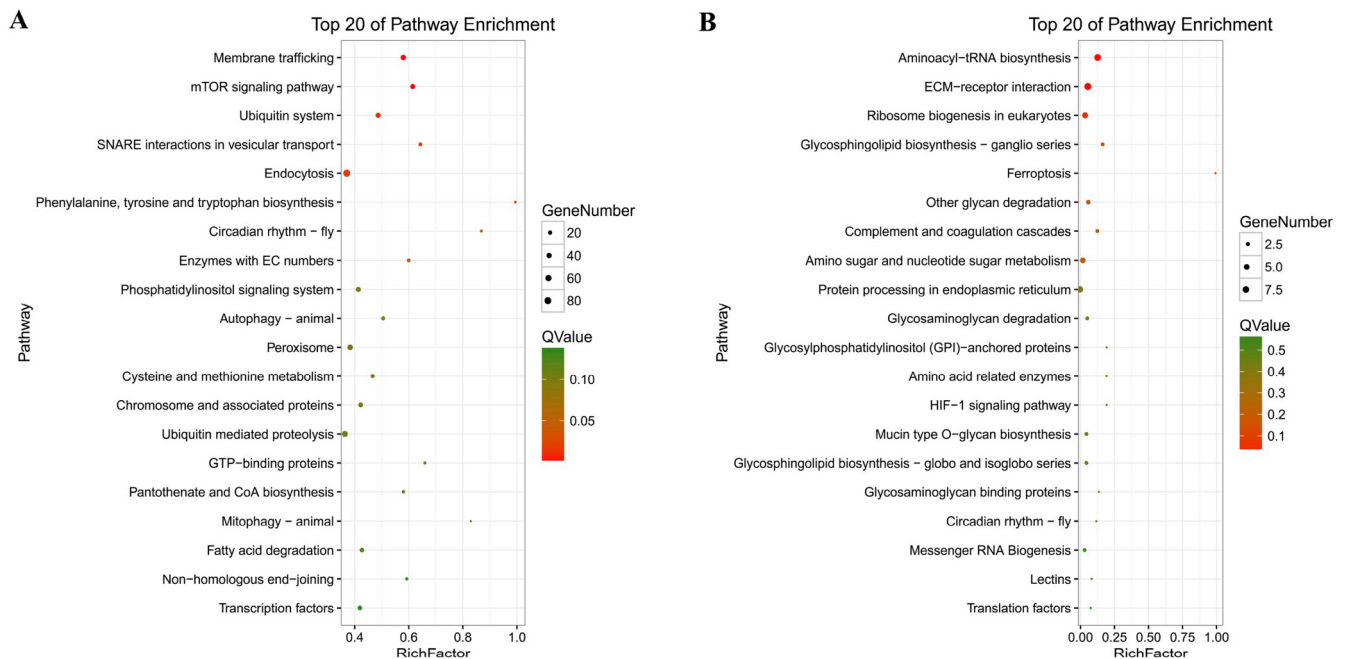 A
Top 20 of Pathway Enrichment
Pathway
Membrane trafficking
mTOR signaling pathway
Ubiquitin system
SNARE interactions in vesicular transport
Endocytosis
Phenylalanine, tyrosine and tryptophan biosynthesis
Circadian rhythm − fly
Enzymes with EC numbers
Phosphatidylinositol signaling system
Autophagy − animal
Peroxisome
Cysteine and methionine metabolism
Chromosome and associated proteins
Ubiquitin mediated proteolysis
GTP−binding proteins
Pantothenate and CoA biosynthesis
Mitophagy − animal
Fatty acid degradation
Non−homologous end−joining
Transcription factors
0.4 0.6 0.8 1.0
RichFactor
GeneNumber
20
40
60
80
QValue
0.10
0.05
B
Top 20 of Pathway Enrichment
Pathway
Aminoacyl−tRNA biosynthesis
ECM−receptor interaction
Ribosome biogenesis in eukaryotes
Glycosphingolipid biosynthesis − ganglio series
Ferroptosis
Other glycan degradation
Complement and coagulation cascades
Amino sugar and nucleotide sugar metabolism
Protein processing in endoplasmic reticulum
Glycosaminoglycan degradation
Glycosylphosphatidylinositol (GPI)−anchored proteins
Amino acid related enzymes
HIF−1 signaling pathway
Mucin type O−glycan biosynthesis
Glycosphingolipid biosynthesis − globo and isoglobo series
Glycosaminoglycan binding proteins
Circadian rhythm − fly
Messenger RNA Biogenesis
Lectins
Translation factors
0.00 0.25 0.50 0.75 1.00
RichFactor
GeneNumber
2.5
5.0
7.5
QValue
0.5
0.4
0.3
0.2
0.1